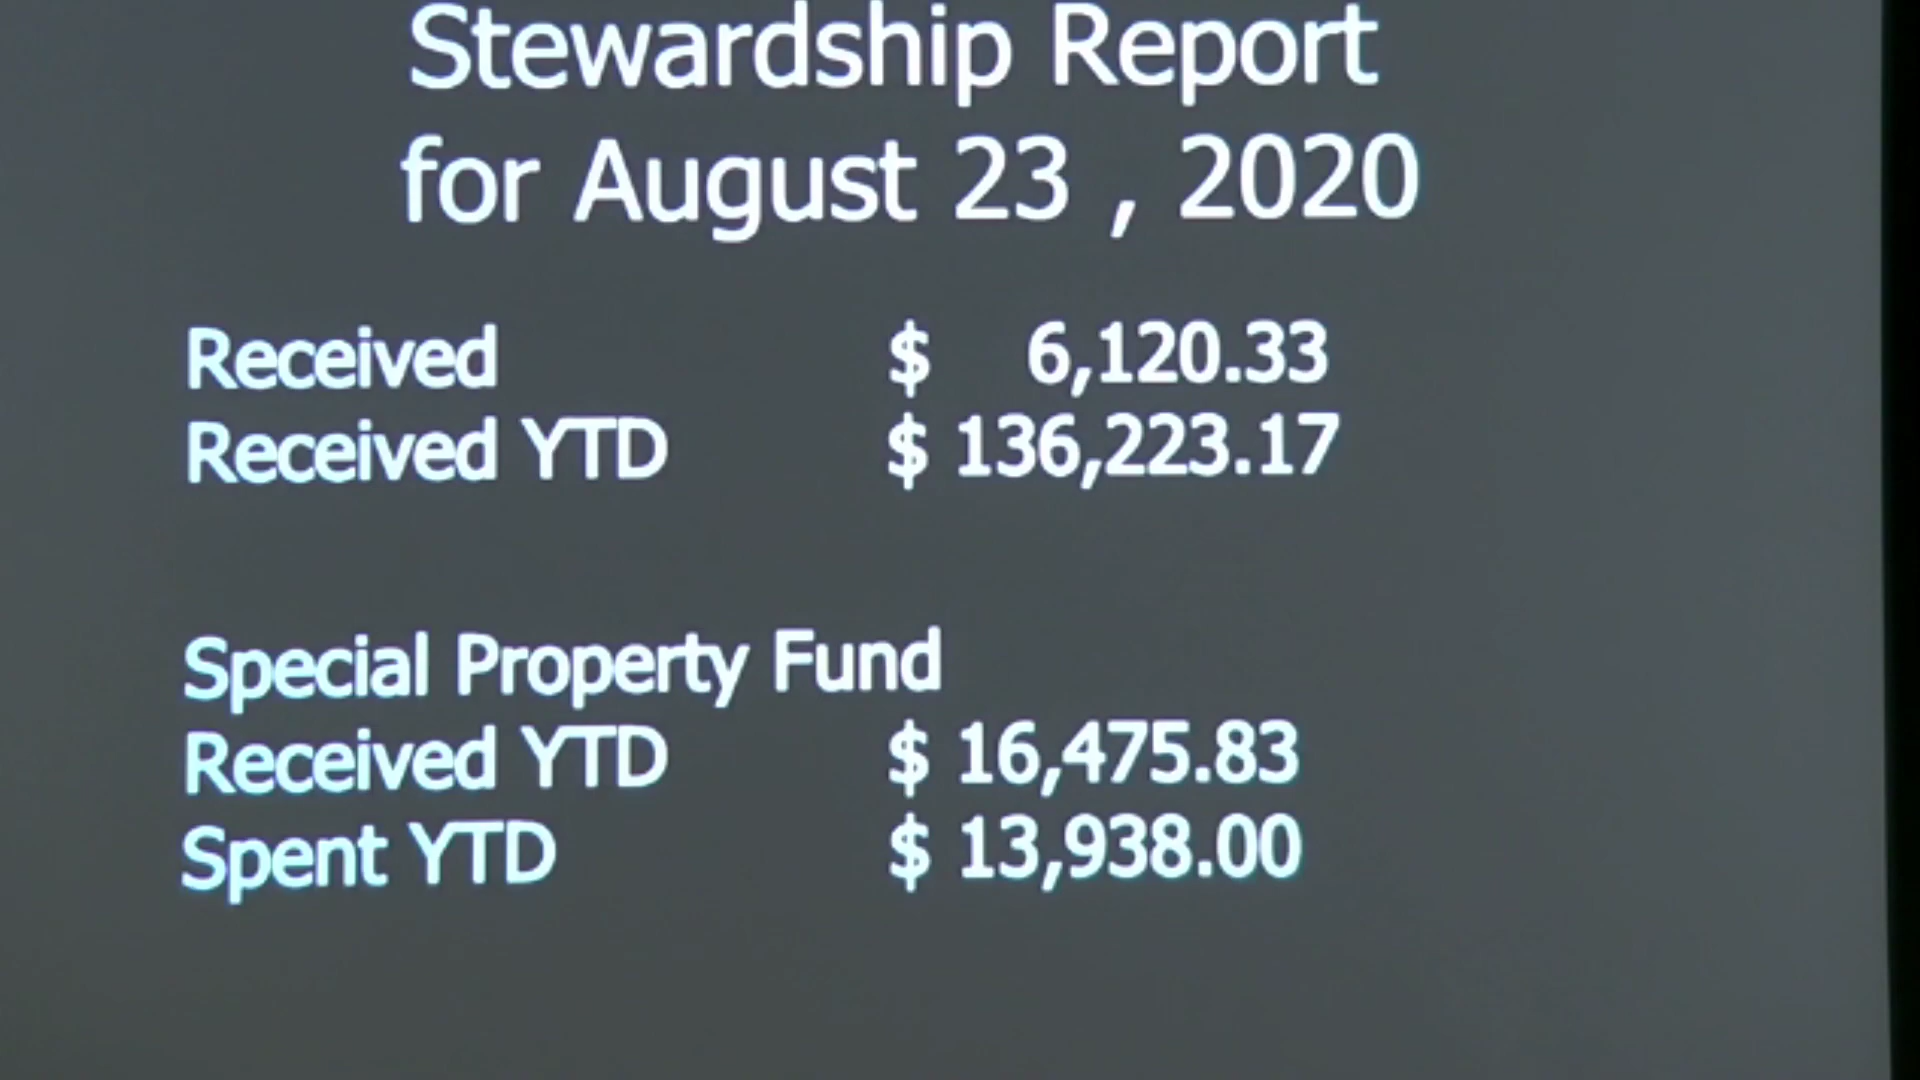 Stewardship Report
for August 23 , 2020
Received $ 6,120.33
Received YTD $ 136,223.17
Special Property Fund
Received YTD $ 16,475.83
Spent YTD $ 13,938.00